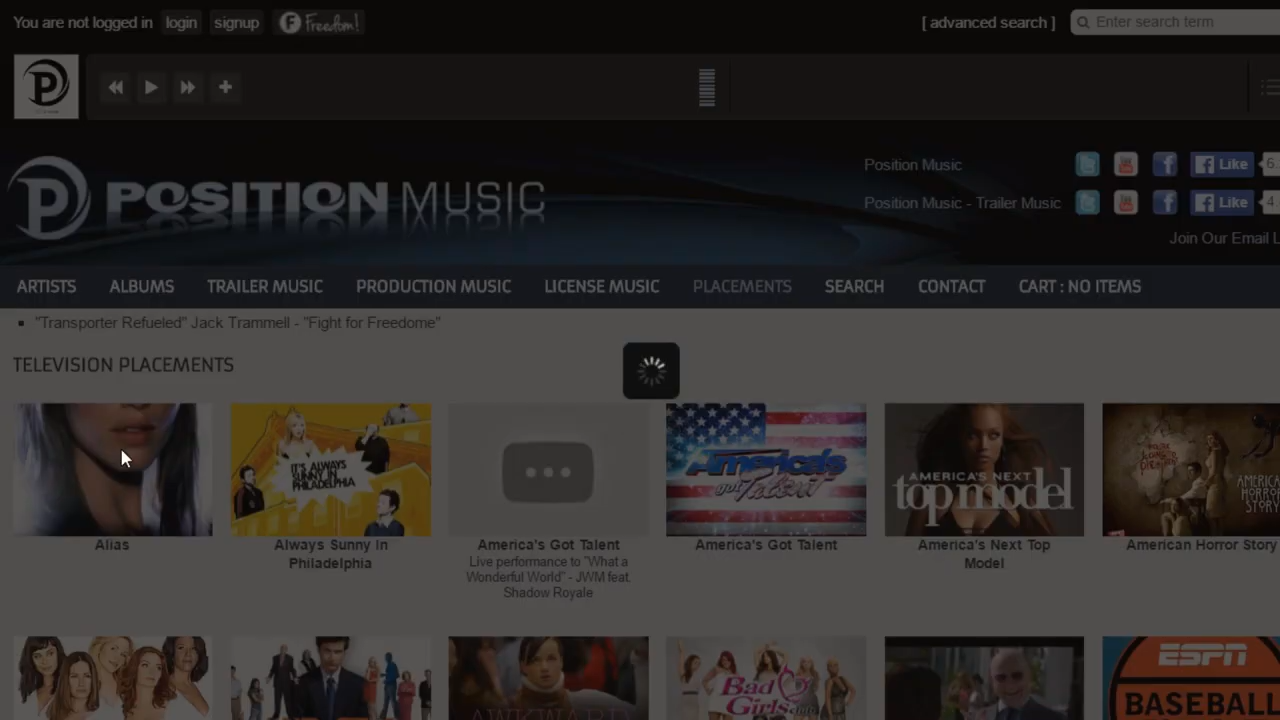 You are not logged in login signup Freedom! [ advanced search ] Enter search term
Position Music Like
POSITION MUSIC
Position Music - Trailer Music Like
Join Our Email
ARTISTS ALBUMS TRAILER MUSIC PRODUCTION MUSIC LICENSE MUSIC PLACEMENTS SEARCH CONTACT CART : NO ITEMS
"Transporter Refueled" Jack Trammell - "Fight for Freedome"
TELEVISION PLACEMENTS
IT'S ALWAYS
SUNNY IN
PHILADELPHIA
America's
got Talent
AMERICA'S NEXT
top model
AMERICAN
HORROR
STORY
Alias
Always Sunny In
Philadelphia
America's Got Talent
Live performance to "What a
Wonderful World" - JWM feat.
Shadow Royale
America's Got Talent
America's Next Top
Model
American Horror Story
AWKWARD
Bad
Girls club
ESPN
BASEBALL